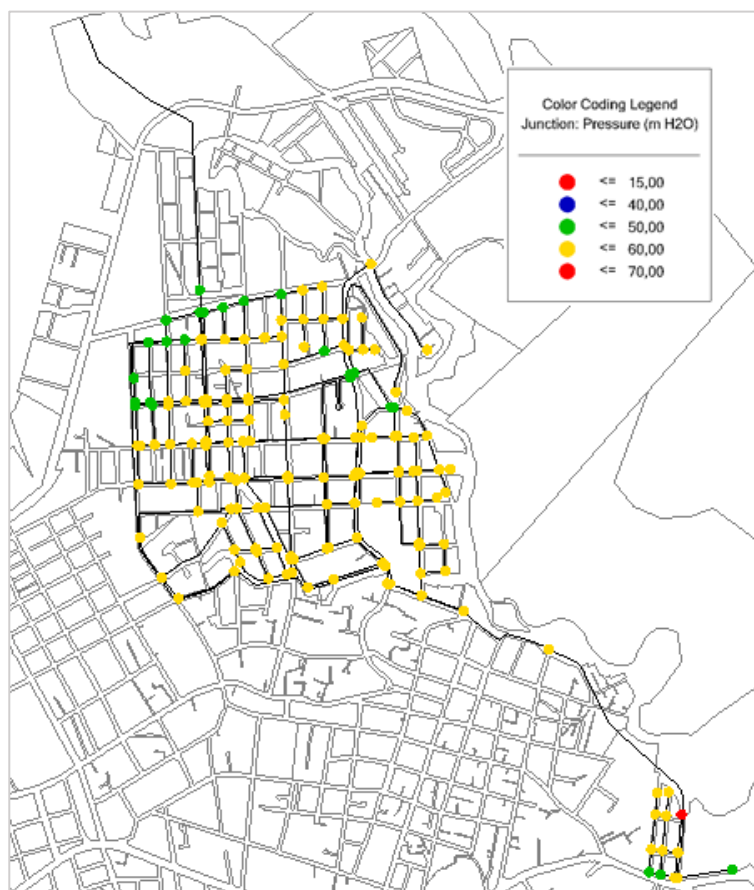 Color Coding Legend
Junction: Pressure (m H2O)
<= 15,00
<= 40,00
<= 50,00
<= 60,00
<= 70,00